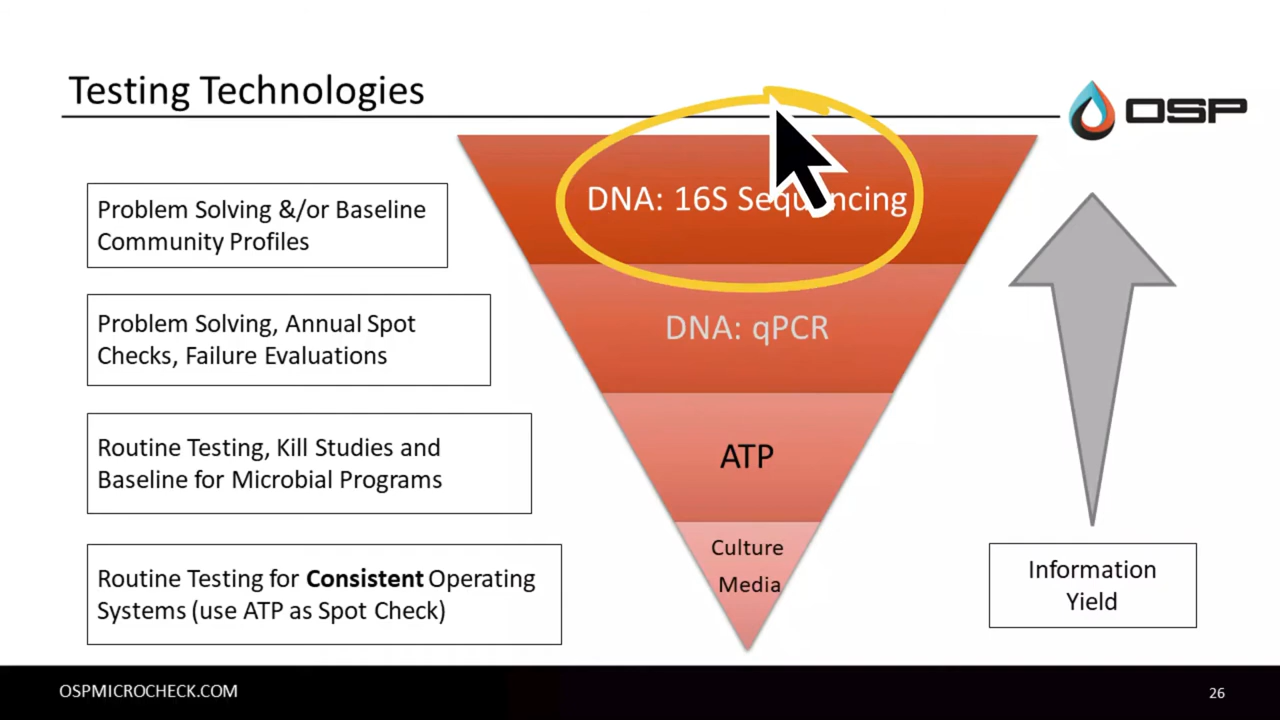 Testing Technologies
OSP
DNA: 16S Sequencing
Problem Solving &/or Baseline
Community Profiles
DNA: qPCR
Problem Solving, Annual Spot
Checks, Failure Evaluations
ATP
Routine Testing, Kill Studies and
Baseline for Microbial Programs
Culture
Media
Routine Testing for Consistent Operating
Systems (use ATP as Spot Check)
Information
Yield
OSPMICROCHECK.COM
26